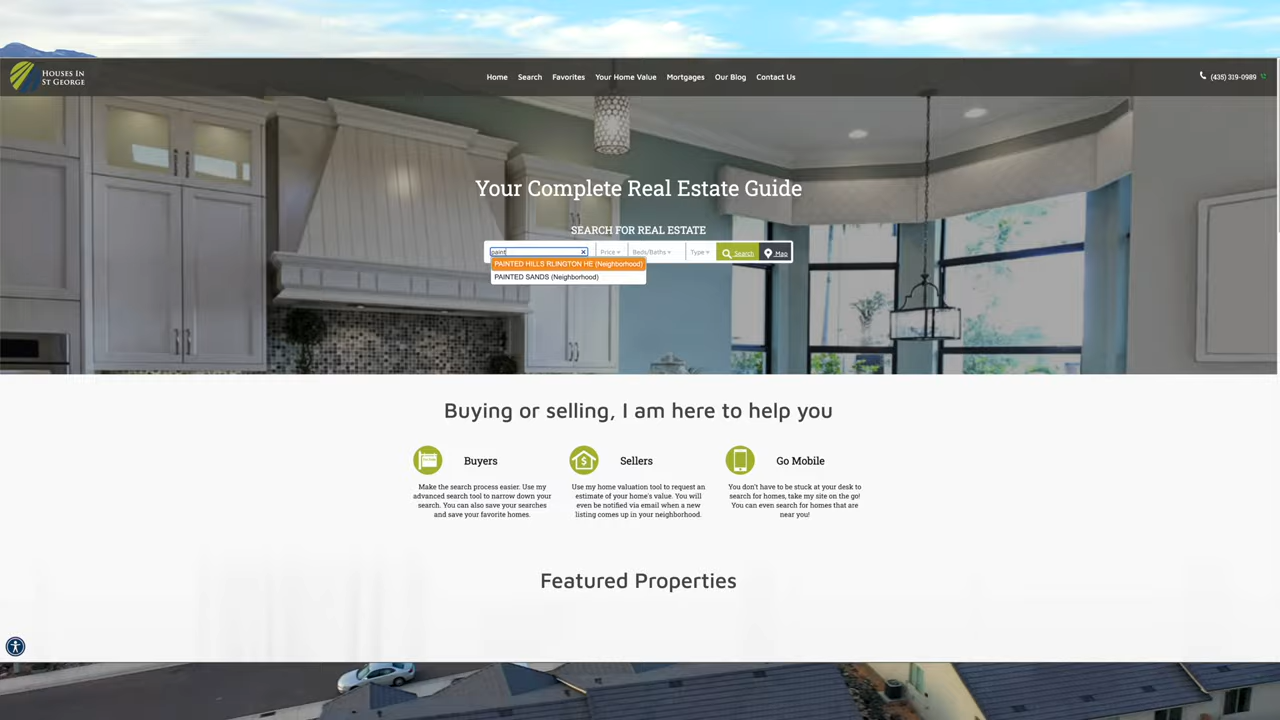 HOUSES IN
ST GEORGE
Home Search Favorites Your Home Value Mortgages Our Blog Contact Us
(435) 319-0989
Your Complete Real Estate Guide
SEARCH FOR REAL ESTATE
paint
Price Beds/Baths Type Search Map
PAINTED HILLS RLINGTON HE (Neighborhood)
PAINTED SANDS (Neighborhood)
Buying or selling, I am here to help you
Buyers
Make the search process easier. Use my
advanced search tool to narrow down your
search. You can also save your searches
and save your favorite homes.
Sellers
Use my home valuation tool to request an
estimate of your home's value. You will
even be notified via email when a new
listing comes up in your neighborhood.
Go Mobile
You don't have to be stuck at your desk to
search for homes, take my site on the go!
You can even search for homes that are
near you!
Featured Properties